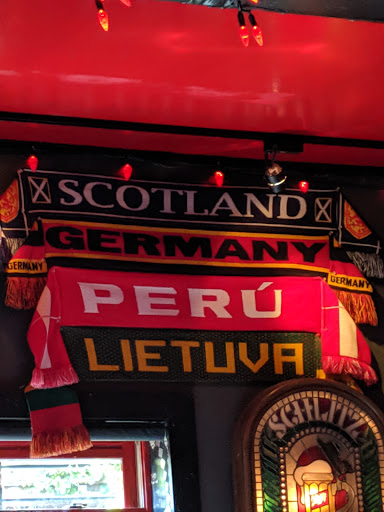 SCOTLAND
GERMANY
GERMANY
GERMANY
PERÚ
LIETUVA
SCHLITZ